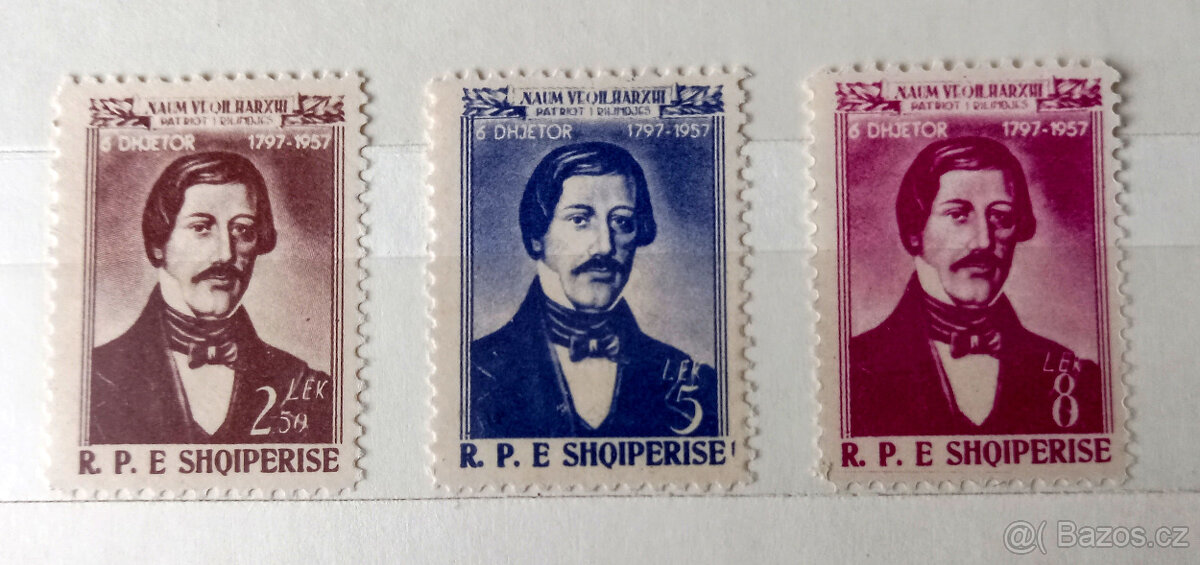 NAUM VEQILHARXHI
PATRIOT I RILINDJES
6 DHJETOR 1797-1957
LEK
2.50
R. P. E SHQIPERISE
NAUM VEQILHARXHI
PATRIOT I RILINDJES
6 DHJETOR 1797-1957
LEK
5
R. P. E SHQIPERISE
NAUM VEQILHARXHI
PATRIOT I RILINDJES
6 DHJETOR 1797-1957
LEK
8
R. P. E SHQIPERISE
@( Bazos.cz